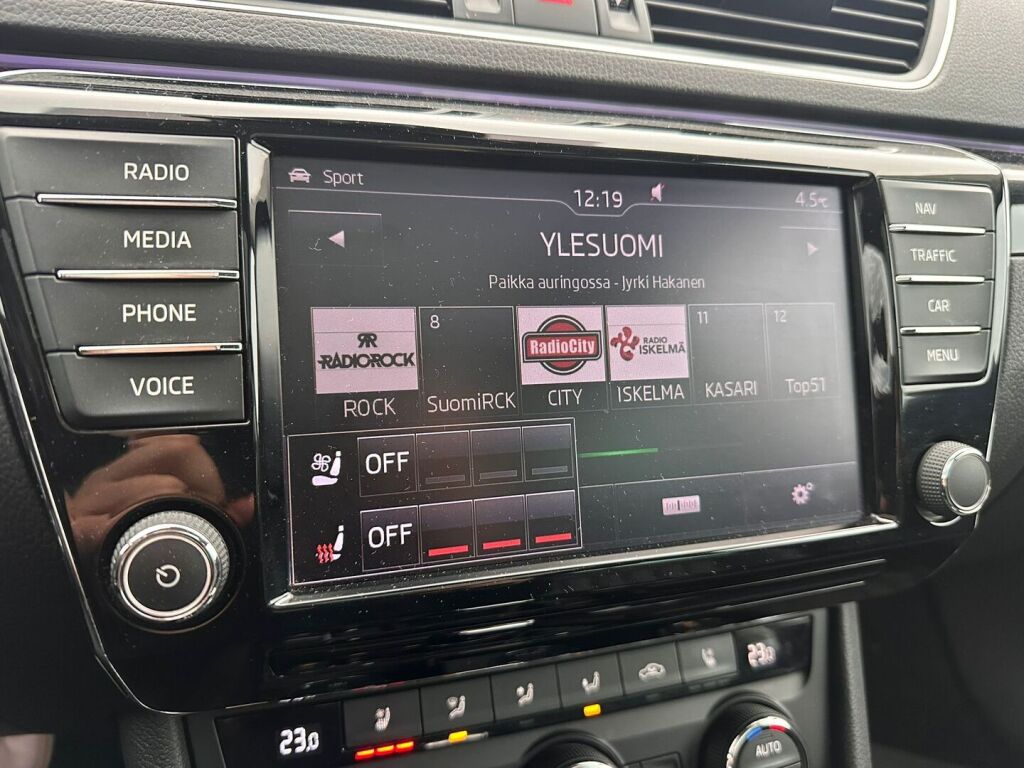 RADIO
MEDIA
PHONE
VOICE
Sport
12:19
4.5°C
YLESUOMI
Paikka auringossa - Jyrki Hakanen
RR
RADIOROCK
ROCK
8
SuomiRCK
RadioCity
CITY
RADIO
ISKELMÄ
ISKELMA
11
KASARI
12
Top51
OFF
OFF
NAV
TRAFFIC
CAR
MENU
23,0
23,0
AUTO